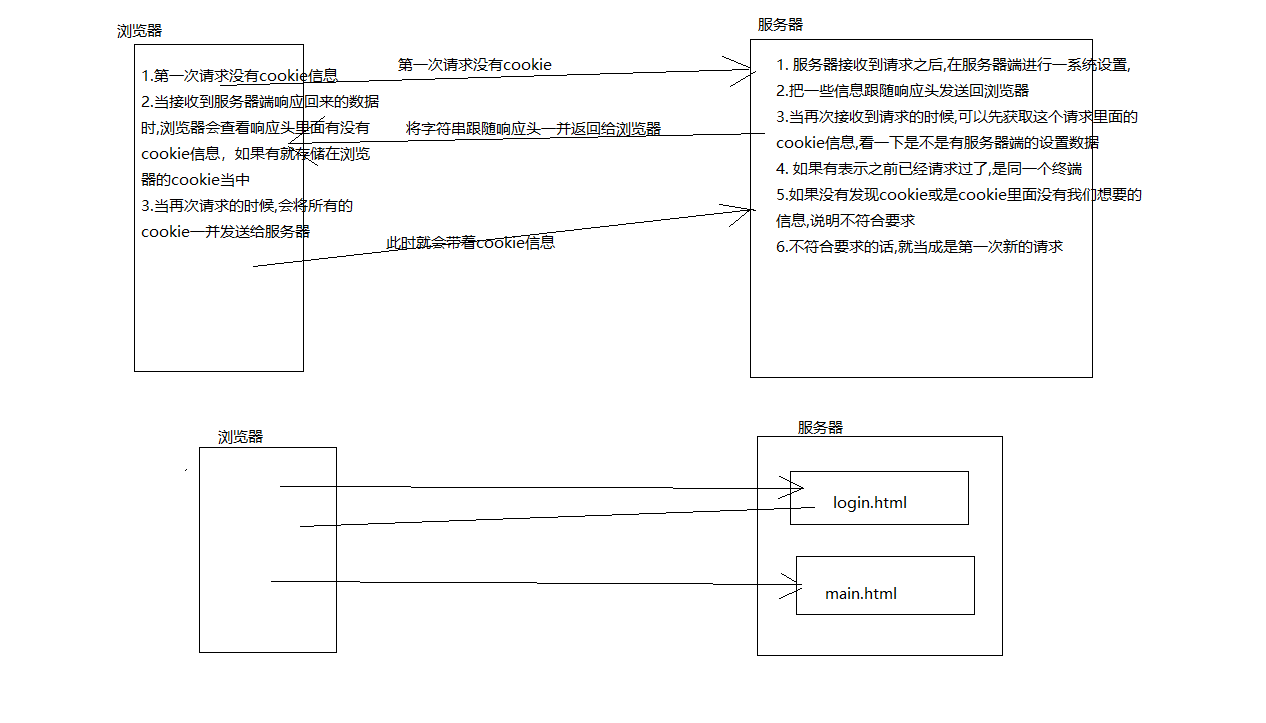 浏览器
1.第一次请求没有cookie信息
2.当接收到服务器端响应回来的数据
时,浏览器会查看响应头里面有没有
cookie信息，如果有就存储在浏览
器的cookie当中
3.当再次请求的时候,会将所有的
cookie一并发送给服务器
第一次请求没有cookie
将字符串跟随响应头一并返回给浏览器
此时就会带着cookie信息
服务器
1. 服务器接收到请求之后,在服务器端进行一系统设置,
2.把一些信息跟随响应头发送回浏览器
3.当再次接收到请求的时候,可以先获取这个请求里面的
cookie信息,看一下是不是有服务器端的设置数据
4. 如果有表示之前已经请求过了,是同一个终端
5.如果没有发现cookie或是cookie里面没有我们想要的
信息,说明不符合要求
6.不符合要求的话,就当成是第一次新的请求
浏览器
服务器
login.html
main.html